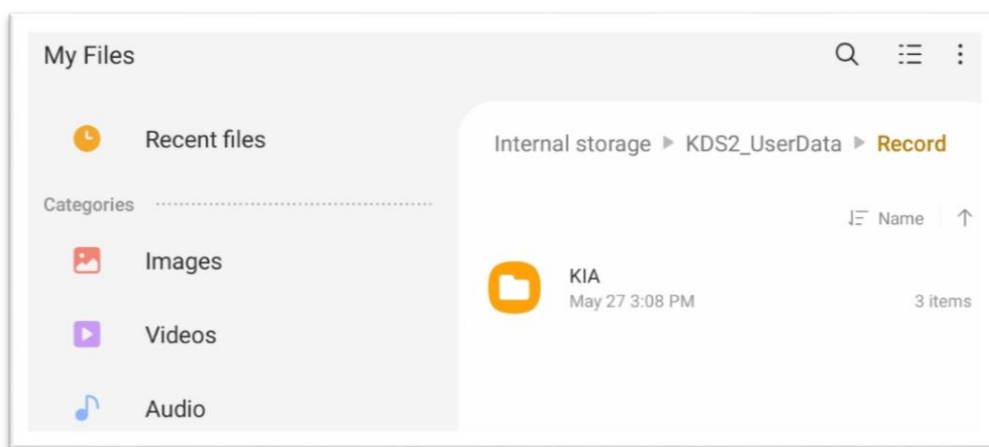 My Files
Recent files
Categories
Images
Videos
Audio
Internal storage ▶ KDS2_UserData ▶ Record
Name
KIA
May 27 3:08 PM
3 items